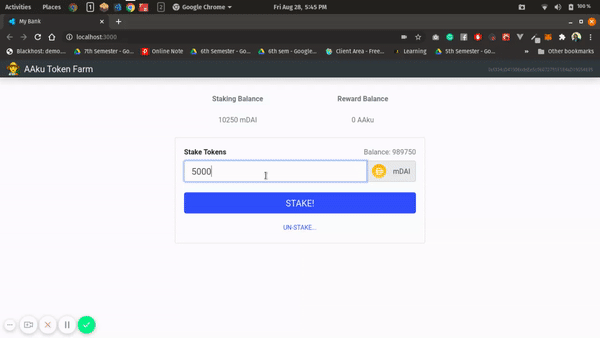 Activities Places Google Chrome Fri Aug 28, 5:45 PM 100 %
My Bank
localhost:3000
Blackhost: demo... 7th Semester - Go... Online Note 6th Semester - Go... 6th sem - Google... Client Area - Free... Learning 5th Semester - Go... Other bookmarks
AAku Token Farm
Staking Balance Reward Balance
10250 mDAI 0 AAku
Stake Tokens Balance: 989750
5000 mDAI
STAKE!
UN-STAKE...